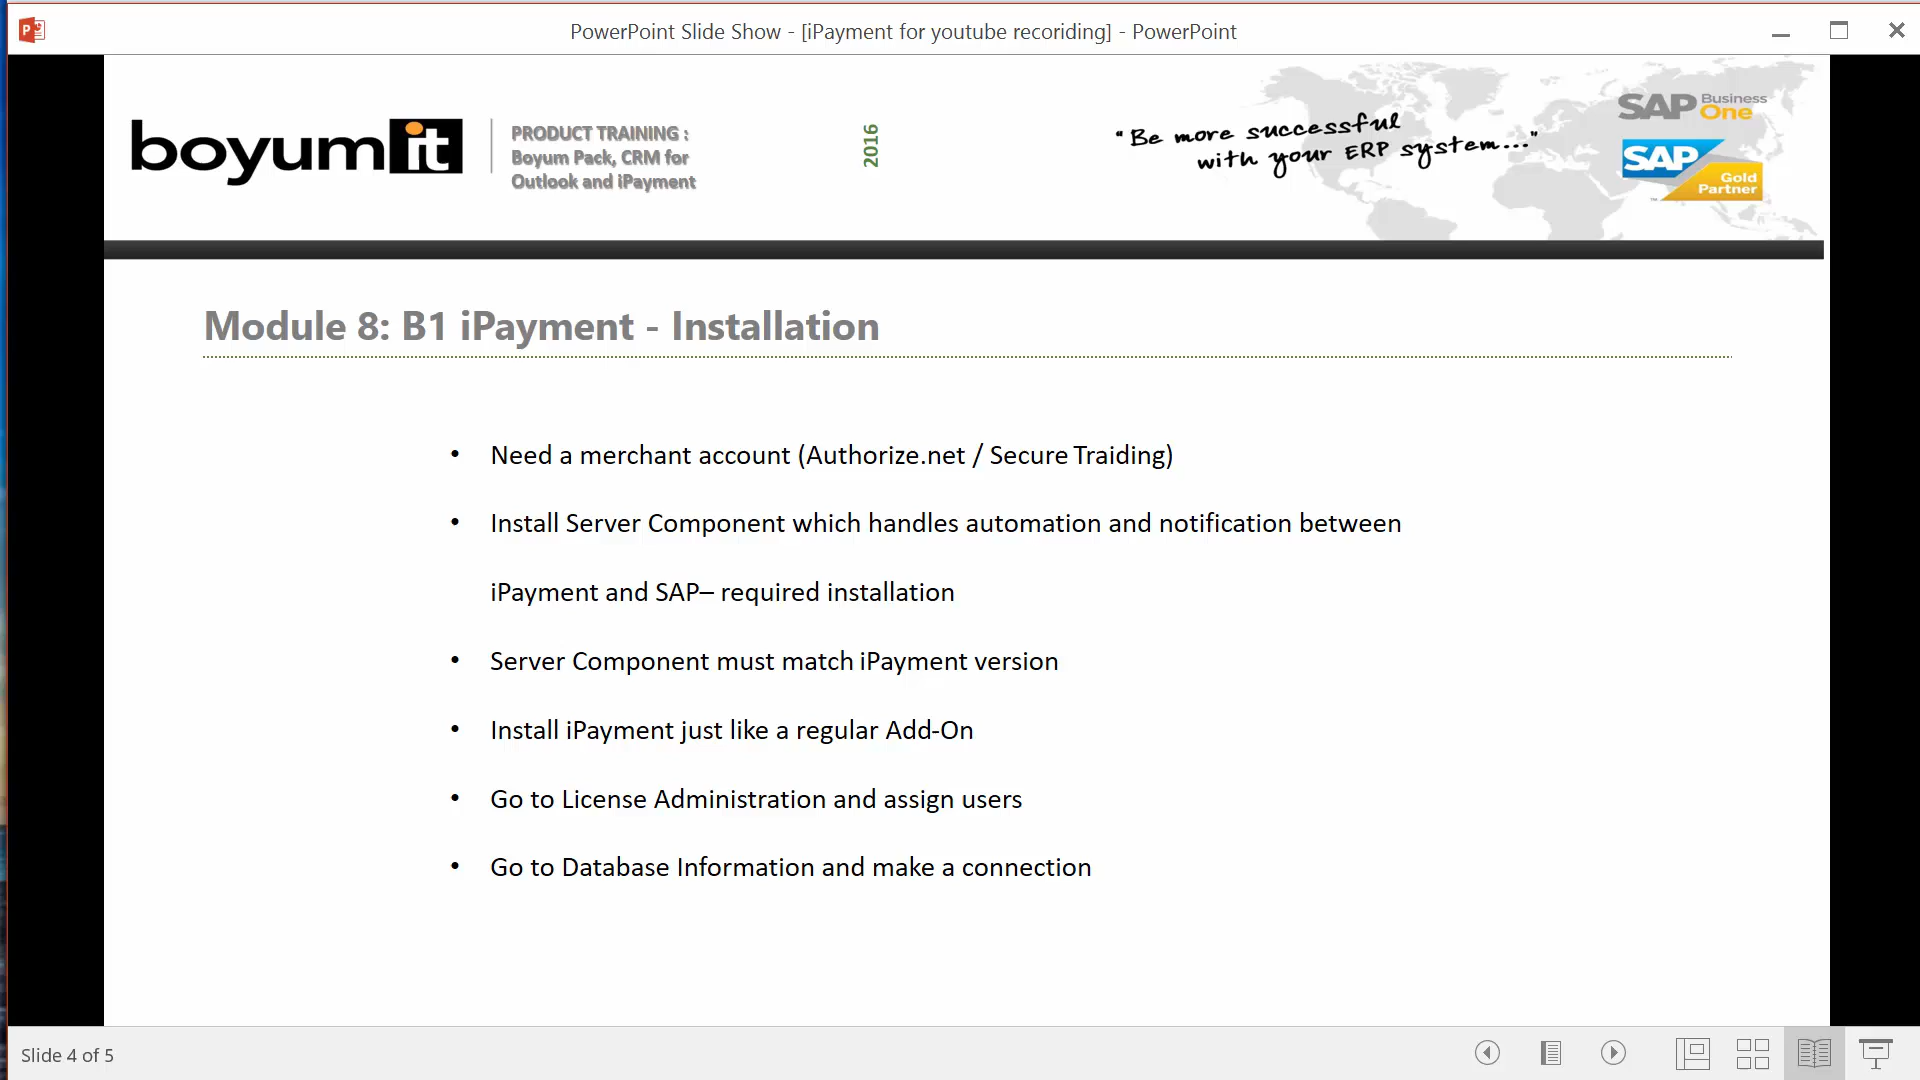 PowerPoint Slide Show - [iPayment for youtube recoriding] - PowerPoint
boyumit
PRODUCT TRAINING :
Boyum Pack, CRM for
Outlook and iPayment
2016
"Be more successful
with your ERP system..."
SAP Business One
SAP
Gold
Partner
Module 8: B1 iPayment - Installation
• Need a merchant account (Authorize.net / Secure Traiding)
• Install Server Component which handles automation and notification between
iPayment and SAP– required installation
• Server Component must match iPayment version
• Install iPayment just like a regular Add-On
• Go to License Administration and assign users
• Go to Database Information and make a connection
Slide 4 of 5